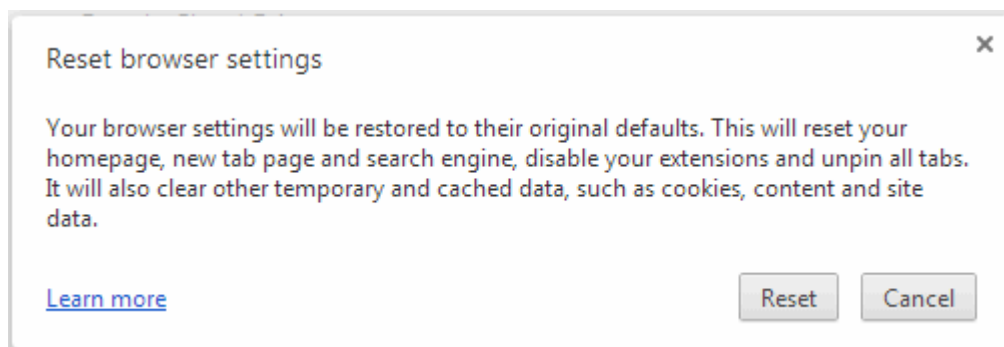 Reset browser settings
Your browser settings will be restored to their original defaults. This will reset your
homepage, new tab page and search engine, disable your extensions and unpin all tabs.
It will also clear other temporary and cached data, such as cookies, content and site
data.
Learn more
Reset
Cancel